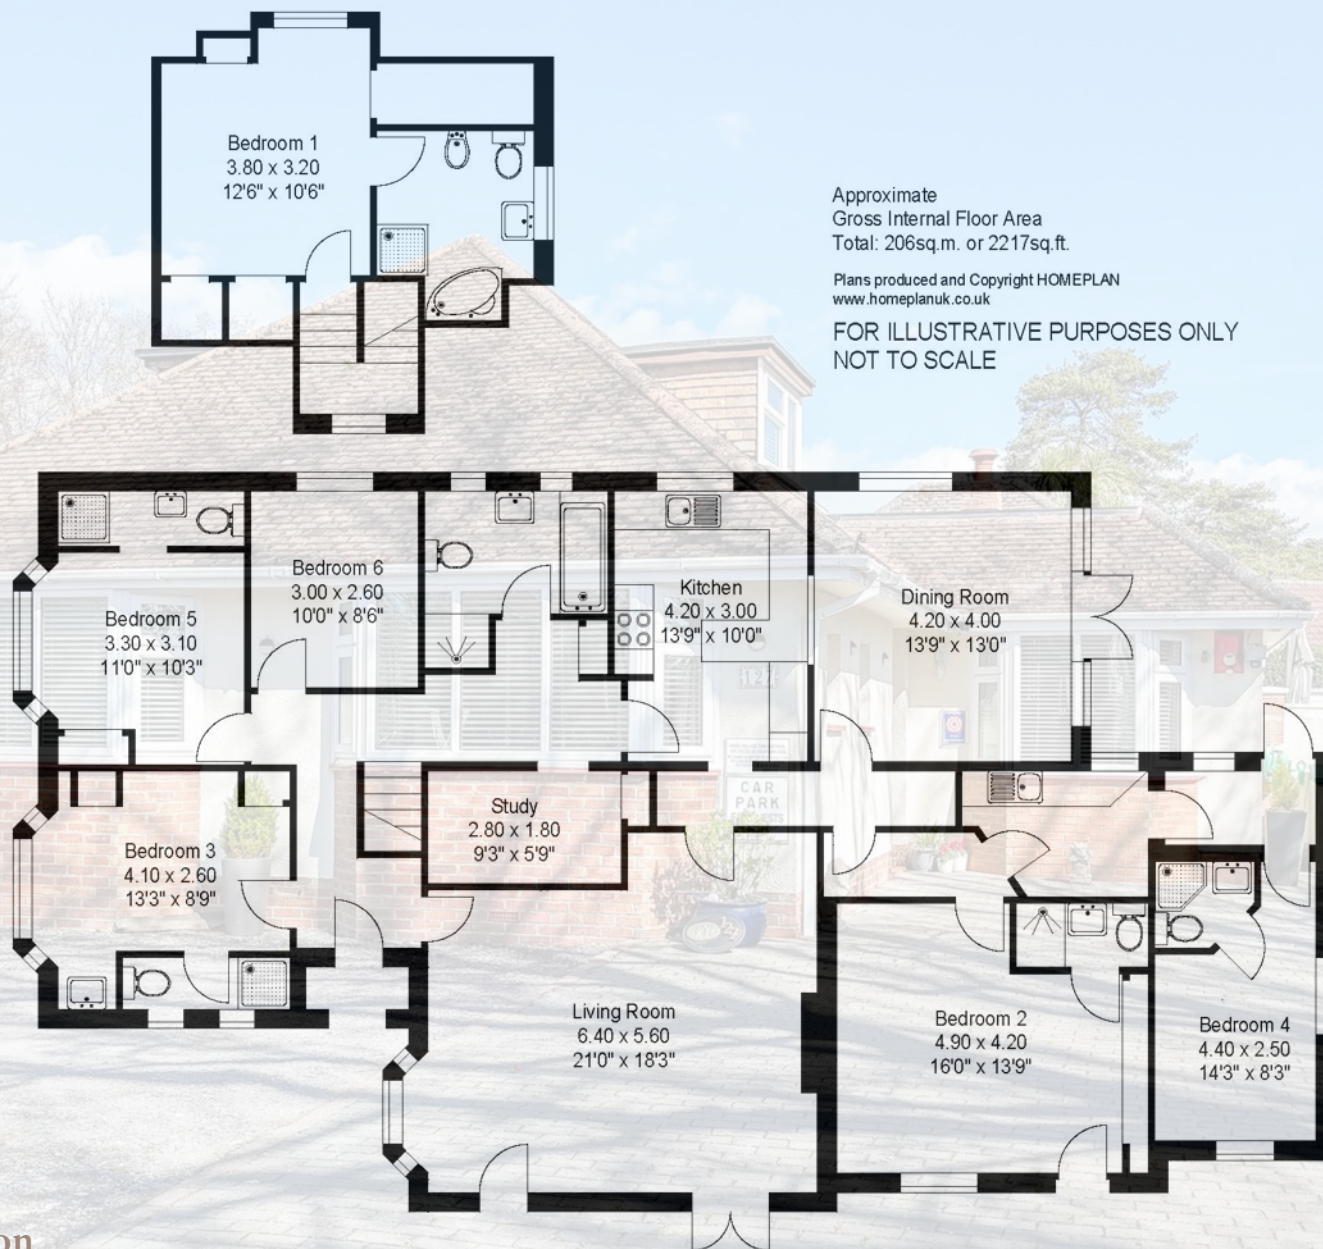 Bedroom 1
3.80 x 3.20
12'6" x 10'6"
Approximate
Gross Internal Floor Area
Total: 206sq.m. or 2217sq.ft.
Plans produced and Copyright HOMEPLAN
www.homeplanuk.co.uk
FOR ILLUSTRATIVE PURPOSES ONLY
NOT TO SCALE
Bedroom 6
3.00 x 2.60
10'0" x 8'6"
Bedroom 5
3.30 x 3.10
11'0" x 10'3"
Kitchen
4.20 x 3.00
13'9" x 10'0"
Dining Room
4.20 x 4.00
13'9" x 13'0"
127
CAR
PARK
Study
2.80 x 1.80
9'3" x 5'9"
Bedroom 3
4.10 x 2.60
13'3" x 8'9"
Living Room
6.40 x 5.60
21'0" x 18'3"
Bedroom 2
4.90 x 4.20
16'0" x 13'9"
Bedroom 4
4.40 x 2.50
14'3" x 8'3"
on